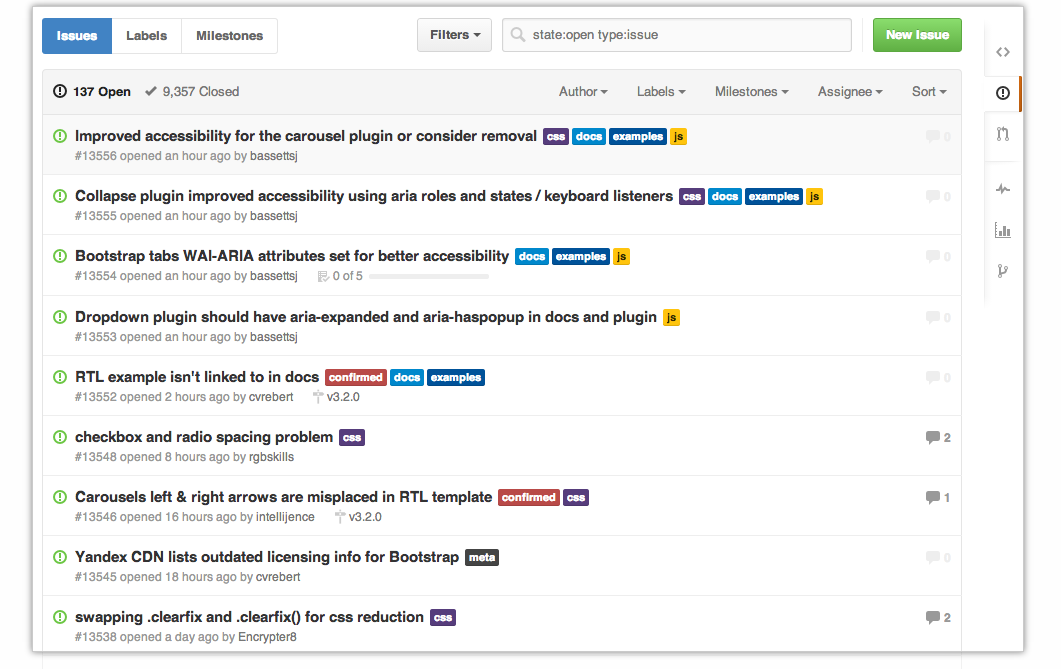 Issues Labels Milestones Filters state:open type:issue New Issue
137 Open 9,357 Closed Author Labels Milestones Assignee Sort
Improved accessibility for the carousel plugin or consider removal css docs examples js 0
#13556 opened an hour ago by bassettsj
Collapse plugin improved accessibility using aria roles and states / keyboard listeners css docs examples js 0
#13555 opened an hour ago by bassettsj
Bootstrap tabs WAI-ARIA attributes set for better accessibility docs examples js 0
#13554 opened an hour ago by bassettsj 0 of 5
Dropdown plugin should have aria-expanded and aria-haspopup in docs and plugin js 0
#13553 opened an hour ago by bassettsj
RTL example isn't linked to in docs confirmed docs examples 0
#13552 opened 2 hours ago by cvrebert v3.2.0
checkbox and radio spacing problem css 2
#13548 opened 8 hours ago by rgbskills
Carousels left & right arrows are misplaced in RTL template confirmed css 1
#13546 opened 16 hours ago by intellijence v3.2.0
Yandex CDN lists outdated licensing info for Bootstrap meta 0
#13545 opened 18 hours ago by cvrebert
swapping .clearfix and .clearfix() for css reduction css 2
#13538 opened a day ago by Encrypter8